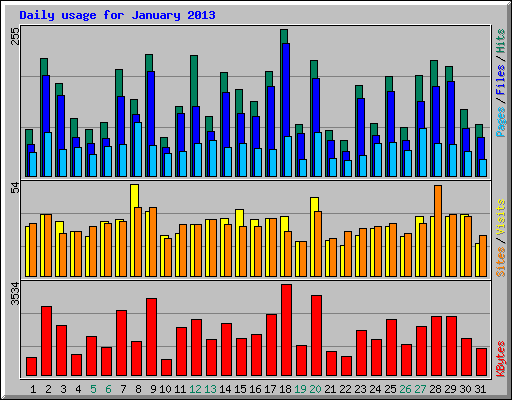 Daily usage for January 2013
255
Pages / Files / Hits
54
Sites / Visits
3534
KBytes
1 2 3 4 5 6 7 8 9 10 11 12 13 14 15 16 17 18 19 20 21 22 23 24 25 26 27 28 29 30 31